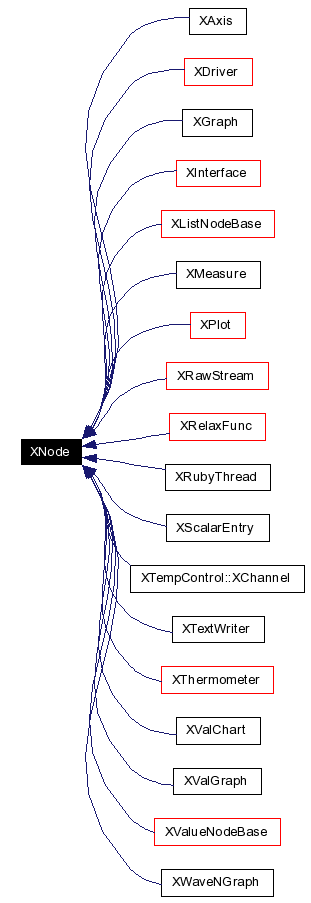 XAxis
XDriver
XGraph
XInterface
XListNodeBase
XMeasure
XPlot
XRawStream
XRelaxFunc
XNode
XRubyThread
XScalarEntry
XTempControl::XChannel
XTextWriter
XThermometer
XValChart
XValGraph
XValueNodeBase
XWaveNGraph